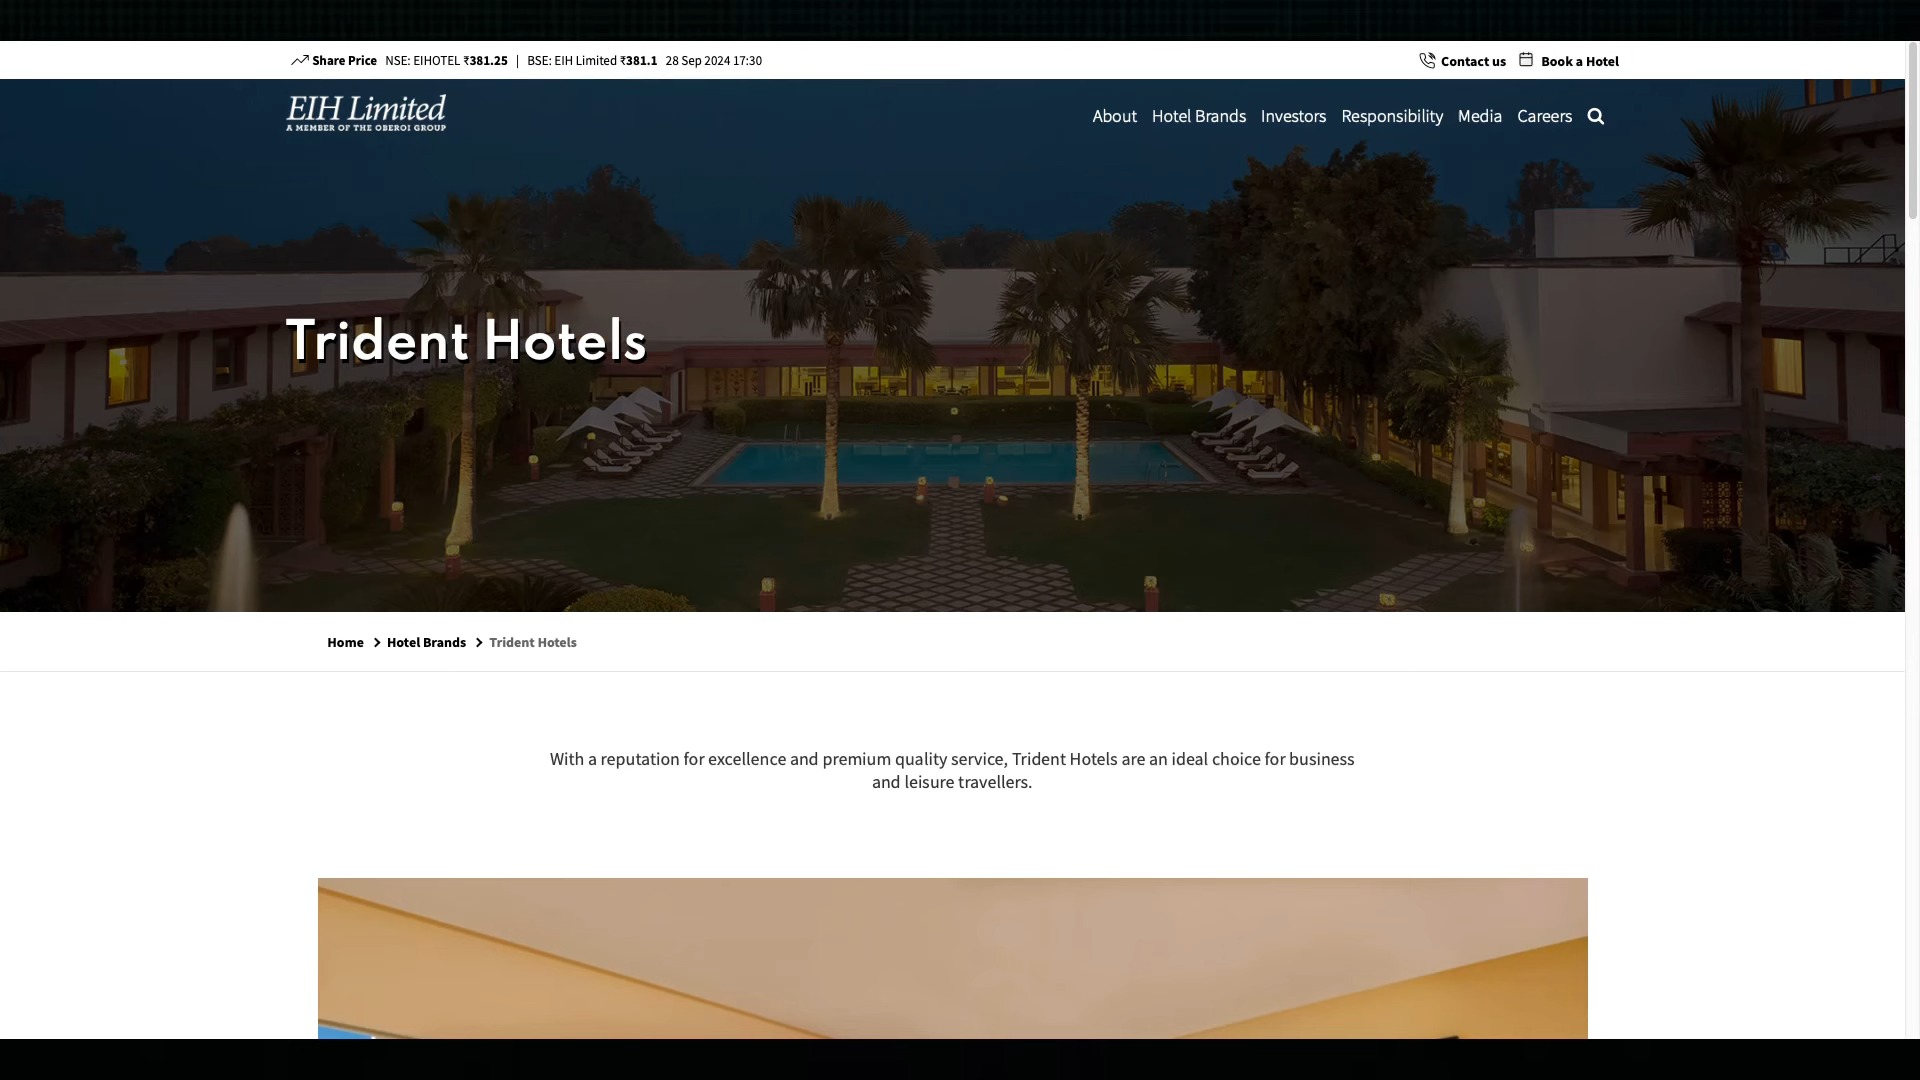 Share Price NSE: EIHOTEL ₹381.25 | BSE: EIH Limited ₹381.1 28 Sep 2024 17:30
Contact us Book a Hotel
EIH Limited
A MEMBER OF THE OBEROI GROUP
About Hotel Brands Investors Responsibility Media Careers
Trident Hotels
Home Hotel Brands Trident Hotels
With a reputation for excellence and premium quality service, Trident Hotels are an ideal choice for business
and leisure travellers.